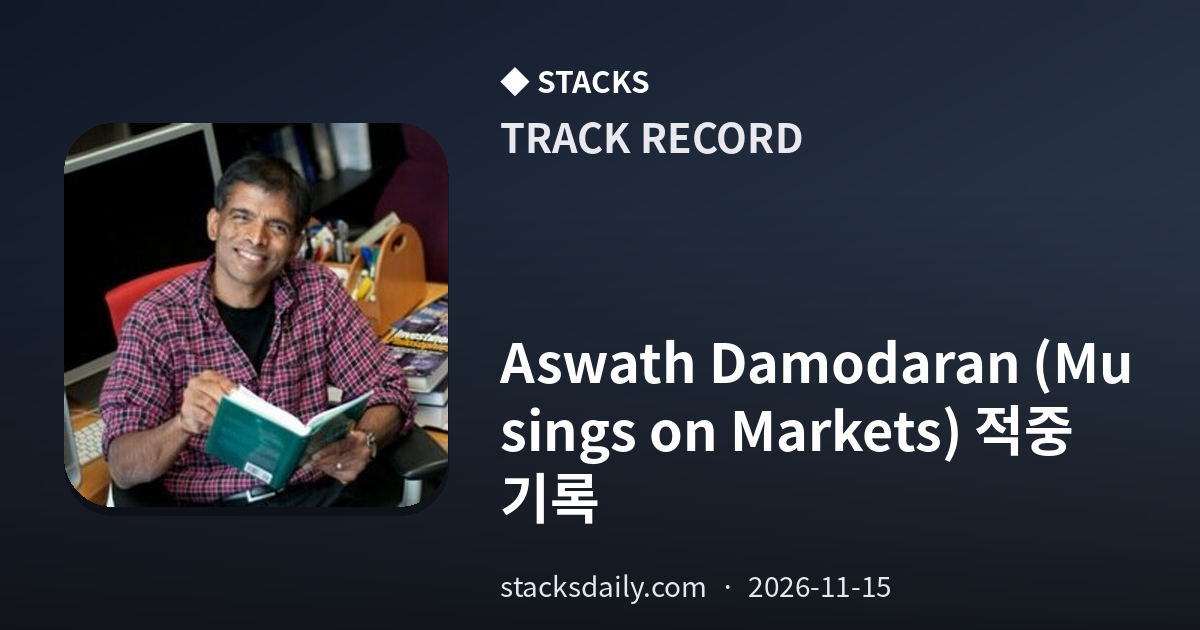 ◆ STACKS
TRACK RECORD
Aswath Damodaran (Mu
sings on Markets) 적중
기록
stacksdaily.com · 2026-11-15